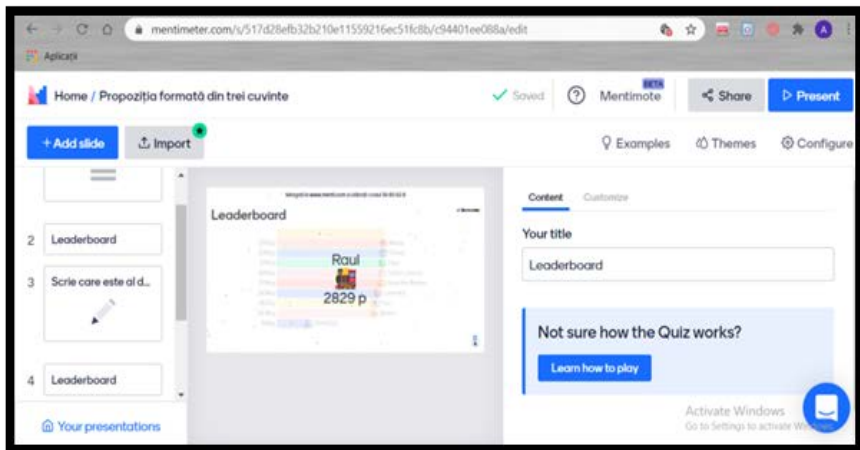 mentimeter.com/s/517d28efb32b210e11559216ec51fc8b/c94401ee088a/edit
Aplicații
Home / Propoziția formată din trei cuvinte
Saved
BETA
Mentimote
Share
Present
+ Add slide
Import
Examples
Themes
Configure
2 Leaderboard
3 Scrie care este al d...
4 Leaderboard
Your presentations
Leaderboard
Raul
2829 p
Content Customize
Your title
Leaderboard
Not sure how the Quiz works?
Learn how to play
Activate Windows
Go to Settings to activate Windows.